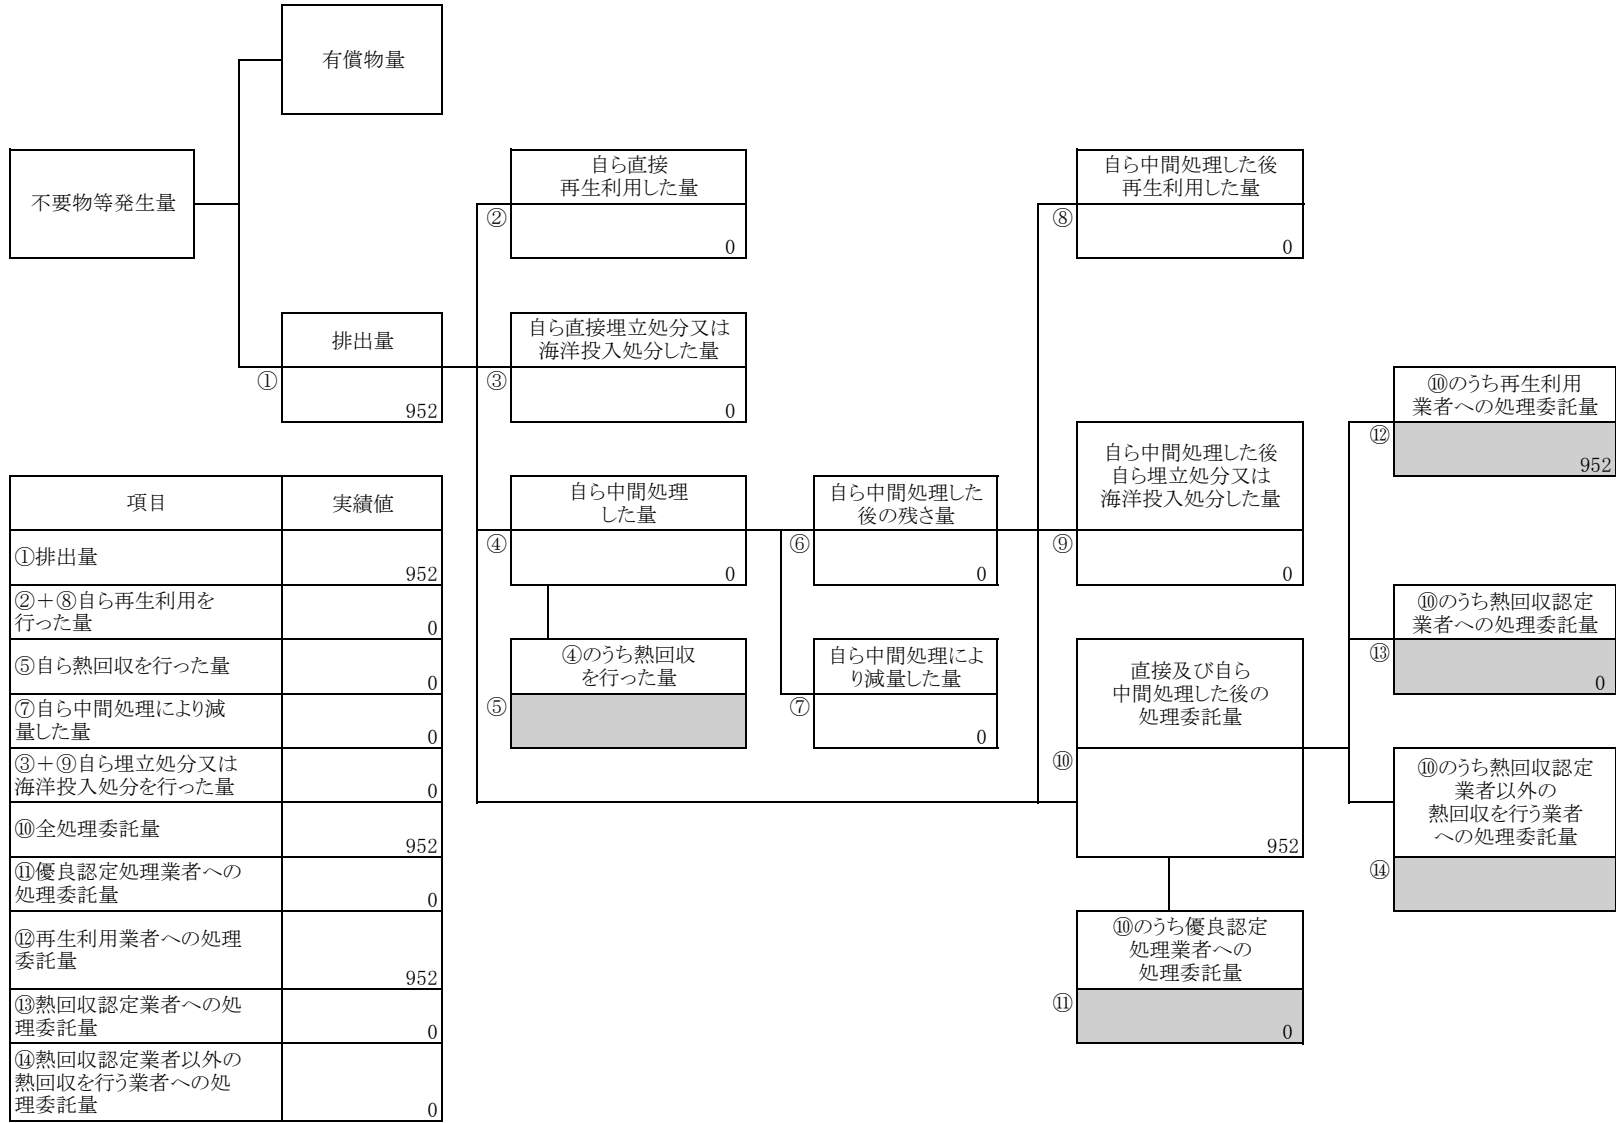 有償物量
不要物等発生量
自ら直接
再生利用した量
②
0
自ら中間処理した後
再生利用した量
⑧
0
排出量
①
952
自ら直接埋立処分又は
海洋投入処分した量
③
0
⑩のうち再生利用
業者への処理委託量
⑫
952
自ら中間処理
した量
④
0
自ら中間処理した
後の残さ量
⑥
0
自ら中間処理した後
自ら埋立処分又は
海洋投入処分した量
⑨
0
⑩のうち熱回収認定
業者への処理委託量
⑬
0
④のうち熱回収
を行った量
⑤
自ら中間処理によ
り減量した量
⑦
0
直接及び自ら
中間処理した後の
処理委託量
⑩
952
⑩のうち熱回収認定
業者以外の
熱回収を行う業者
への処理委託量
⑭
⑩のうち優良認定
処理業者への
処理委託量
⑪
0
項目 実績値
①排出量
952
②＋⑧自ら再生利用を
行った量
0
⑤自ら熱回収を行った量
0
⑦自ら中間処理により減
量した量
0
③＋⑨自ら埋立処分又は
海洋投入処分を行った量
0
⑩全処理委託量
952
⑪優良認定処理業者への
処理委託量
0
⑫再生利用業者への処理
委託量
952
⑬熱回収認定業者への処
理委託量
0
⑭熱回収認定業者以外の
熱回収を行う業者への処
理委託量
0